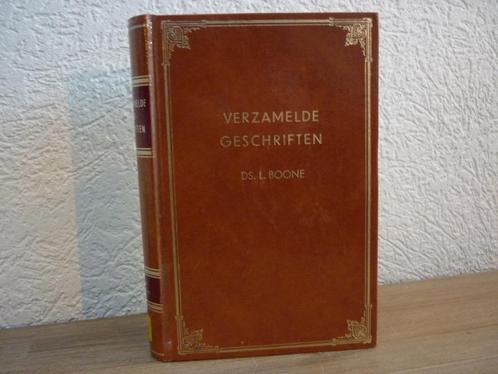 VERZAMELDE
GESCHRIFTEN
DS. L. BOONE